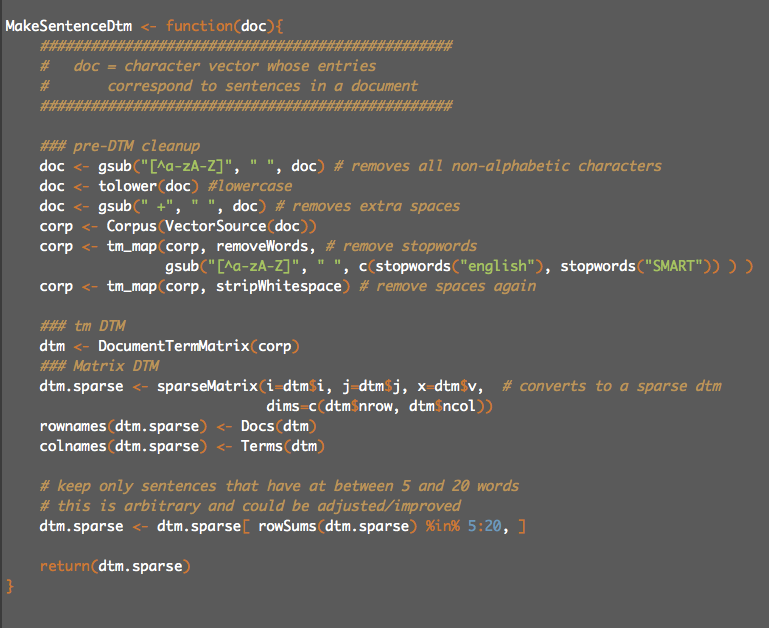 MakeSentenceDtm <- function(doc){
    #################################################
    #   doc = character vector whose entries
    #       correspond to sentences in a document
    #################################################

    ### pre-DTM cleanup
    doc <- gsub("[^a-zA-Z]", " ", doc) # removes all non-alphabetic characters
    doc <- tolower(doc) #lowercase
    doc <- gsub(" +", " ", doc) # removes extra spaces
    corp <- Corpus(VectorSource(doc))
    corp <- tm_map(corp, removeWords, # remove stopwords
                   gsub("[^a-zA-Z]", " ", c(stopwords("english"), stopwords("SMART")) ) )
    corp <- tm_map(corp, stripWhitespace) # remove spaces again

    ### tm DTM
    dtm <- DocumentTermMatrix(corp)
    ### Matrix DTM
    dtm.sparse <- sparseMatrix(i=dtm$i, j=dtm$j, x=dtm$v,  # converts to a sparse dtm
                               dims=c(dtm$nrow, dtm$ncol))
    rownames(dtm.sparse) <- Docs(dtm)
    colnames(dtm.sparse) <- Terms(dtm)

    # keep only sentences that have at between 5 and 20 words
    # this is arbitrary and could be adjusted/improved
    dtm.sparse <- dtm.sparse[ rowSums(dtm.sparse) %in% 5:20, ]

    return(dtm.sparse)
}